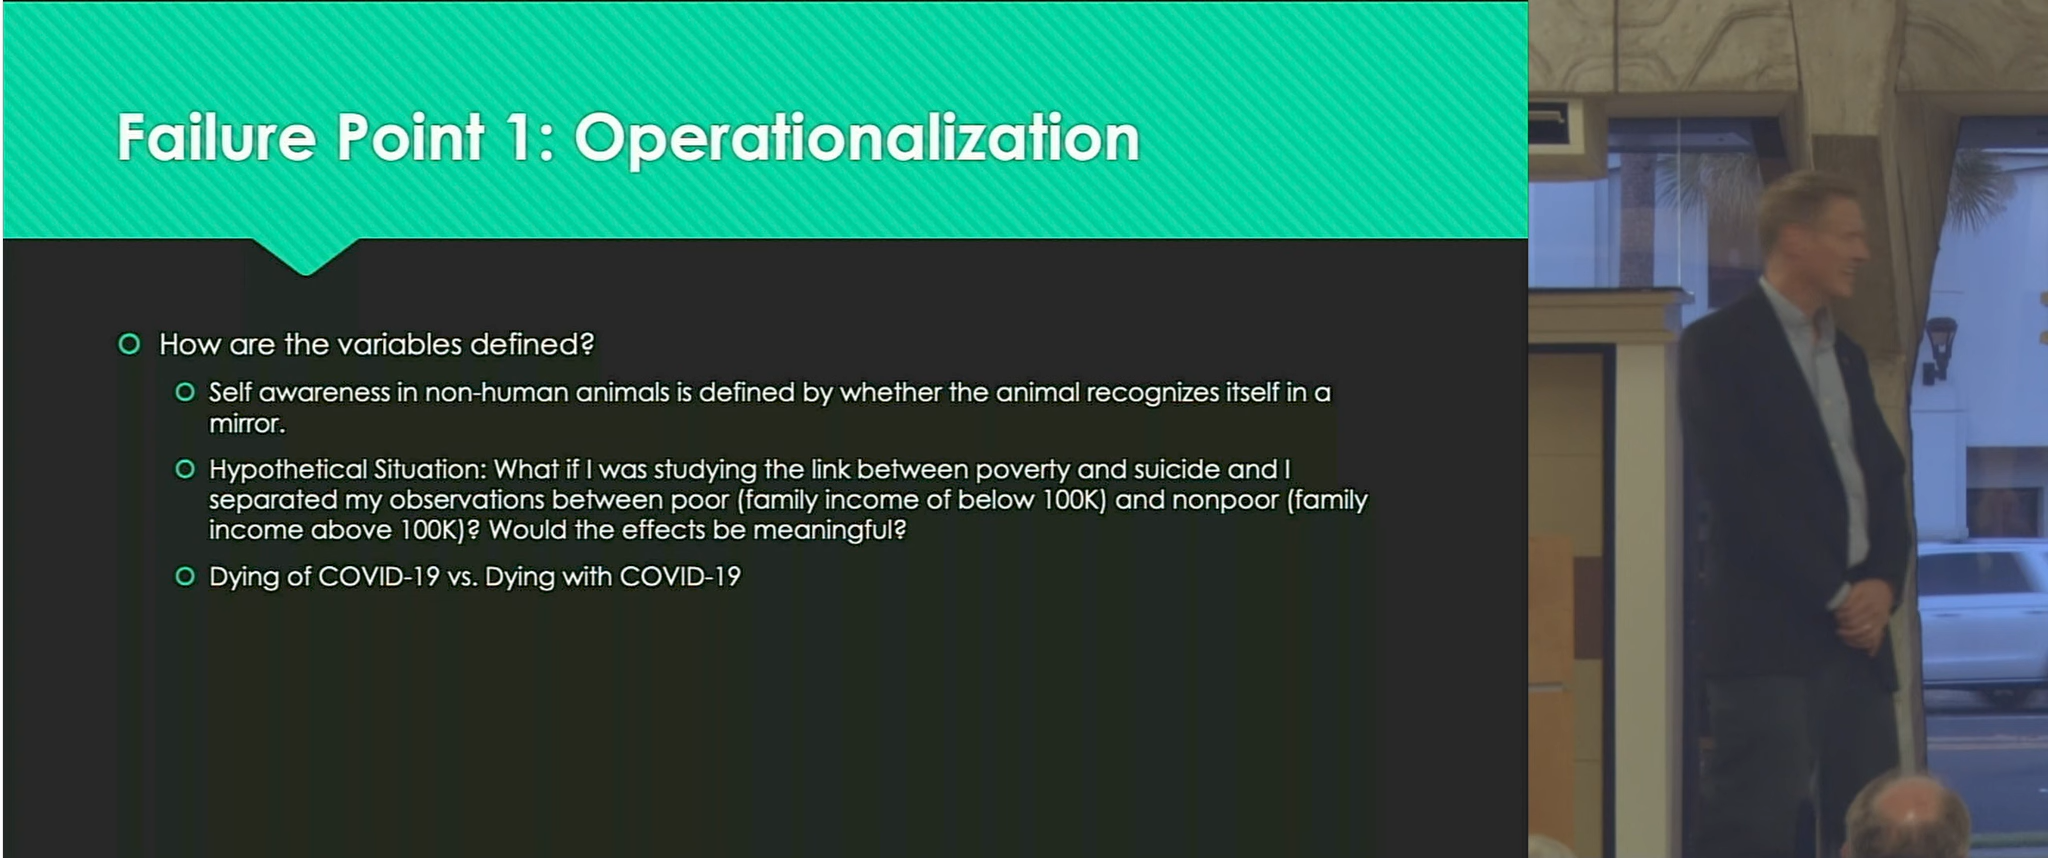 Failure Point 1: Operationalization
How are the variables defined?
Self awareness in non-human animals is defined by whether the animal recognizes itself in a
mirror.
Hypothetical Situation: What if I was studying the link between poverty and suicide and I
separated my observations between poor (family income of below 100K) and nonpoor (family
income above 100K)? Would the effects be meaningful?
Dying of COVID-19 vs. Dying with COVID-19